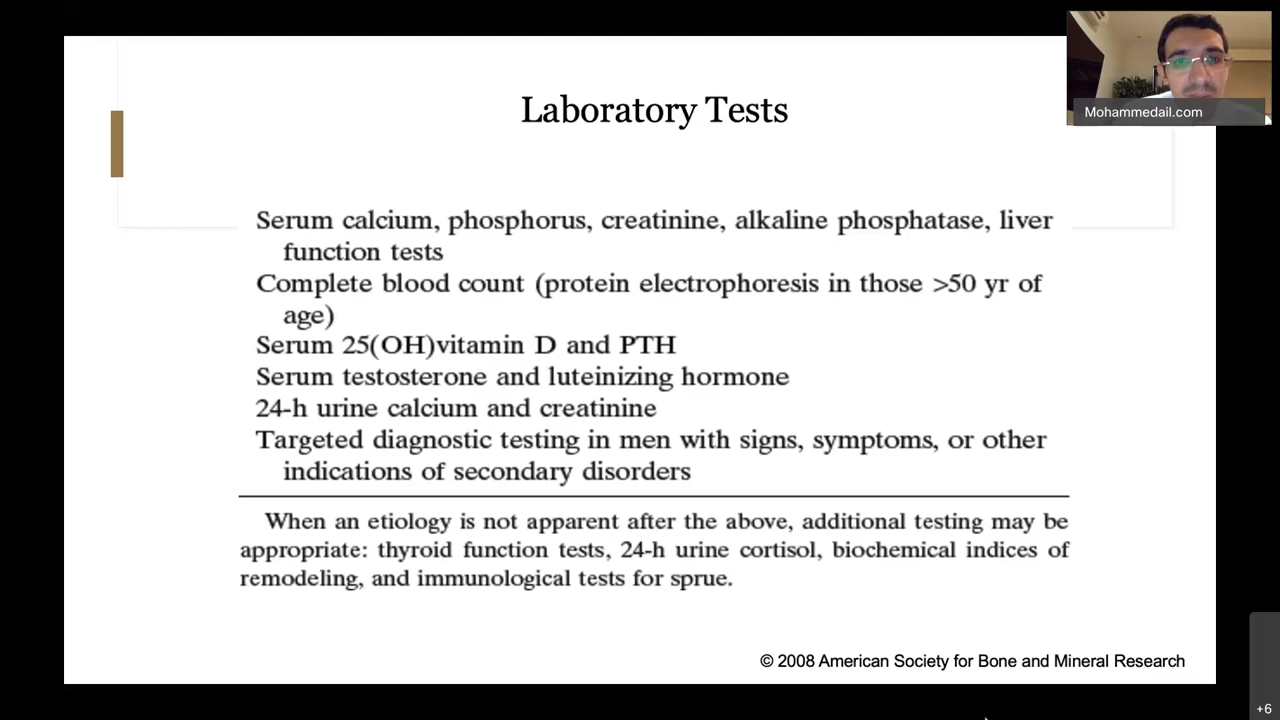 Laboratory Tests
Mohammedail.com
Serum calcium, phosphorus, creatinine, alkaline phosphatase, liver
function tests
Complete blood count (protein electrophoresis in those >50 yr of
age)
Serum 25(OH)vitamin D and PTH
Serum testosterone and luteinizing hormone
24-h urine calcium and creatinine
Targeted diagnostic testing in men with signs, symptoms, or other
indications of secondary disorders
When an etiology is not apparent after the above, additional testing may be
appropriate: thyroid function tests, 24-h urine cortisol, biochemical indices of
remodeling, and immunological tests for sprue.
© 2008 American Society for Bone and Mineral Research
+6